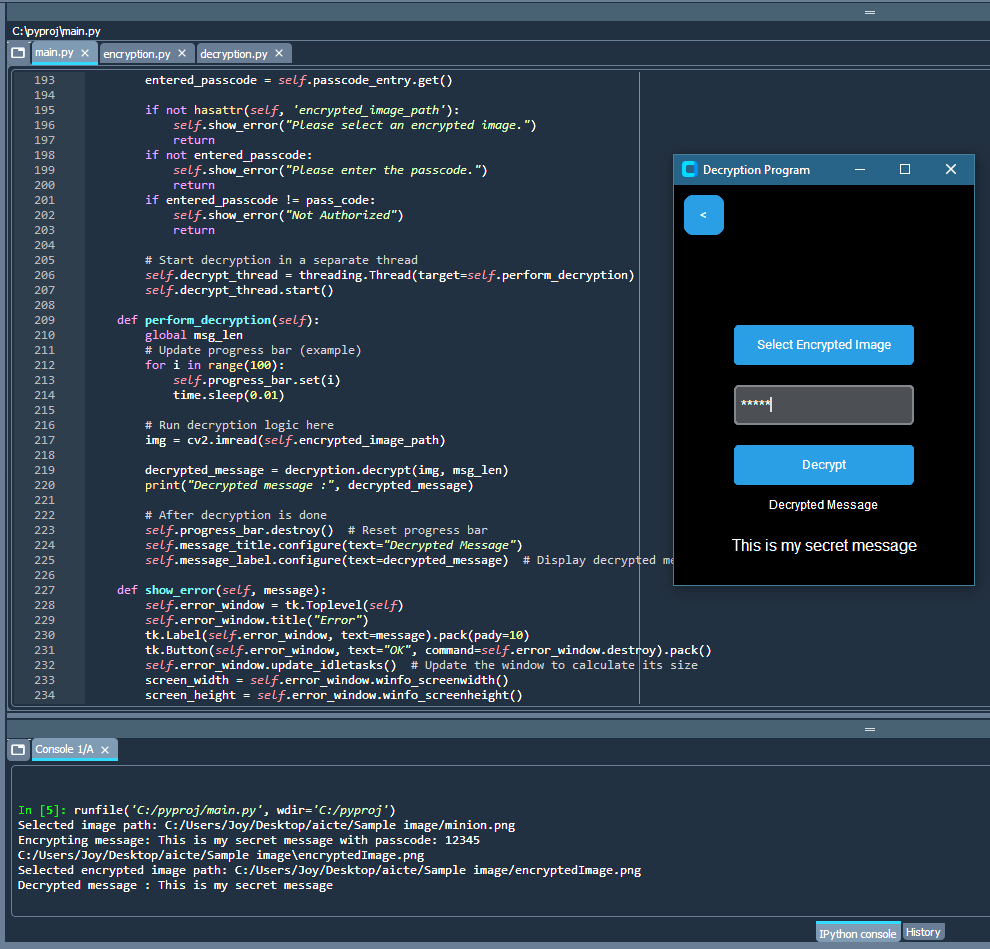 C:\pyproj\main.py
main.py ×
encryption.py ×
decryption.py ×
193 entered_passcode = self.passcode_entry.get()
194
195 if not hasattr(self, 'encrypted_image_path'):
196 self.show_error("Please select an encrypted image.")
197 return
198 if not entered_passcode:
199 self.show_error("Please enter the passcode.")
200 return
201 if entered_passcode != pass_code:
202 self.show_error("Not Authorized")
203 return
204
205 # Start decryption in a separate thread
206 self.decrypt_thread = threading.Thread(target=self.perform_decryption)
207 self.decrypt_thread.start()
208
209 def perform_decryption(self):
210 global msg_len
211 # Update progress bar (example)
212 for i in range(100):
213 self.progress_bar.set(i)
214 time.sleep(0.01)
215
216 # Run decryption logic here
217 img = cv2.imread(self.encrypted_image_path)
218
219 decrypted_message = decryption.decrypt(img, msg_len)
220 print("Decrypted message :", decrypted_message)
221
222 # After decryption is done
223 self.progress_bar.destroy() # Reset progress bar
224 self.message_title.configure(text="Decrypted Message")
225 self.message_label.configure(text=decrypted_message) # Display decrypted me
226
227 def show_error(self, message):
228 self.error_window = tk.Toplevel(self)
229 self.error_window.title("Error")
230 tk.Label(self.error_window, text=message).pack(pady=10)
231 tk.Button(self.error_window, text="OK", command=self.error_window.destroy).pack()
232 self.error_window.update_idletasks() # Update the window to calculate its size
233 screen_width = self.error_window.winfo_screenwidth()
234 screen_height = self.error_window.winfo_screenheight()
Decryption Program
<
Select Encrypted Image
*****
Decrypt
Decrypted Message
This is my secret message
Console 1/A ×
In [5]: runfile('C:/pyproj/main.py', wdir='C:/pyproj')
Selected image path: C:/Users/Joy/Desktop/aicte/Sample image/minion.png
Encrypting message: This is my secret message with passcode: 12345
C:/Users/Joy/Desktop/aicte/Sample image\encryptedImage.png
Selected encrypted image path: C:/Users/Joy/Desktop/aicte/Sample image/encryptedImage.png
Decrypted message : This is my secret message
IPython console
History